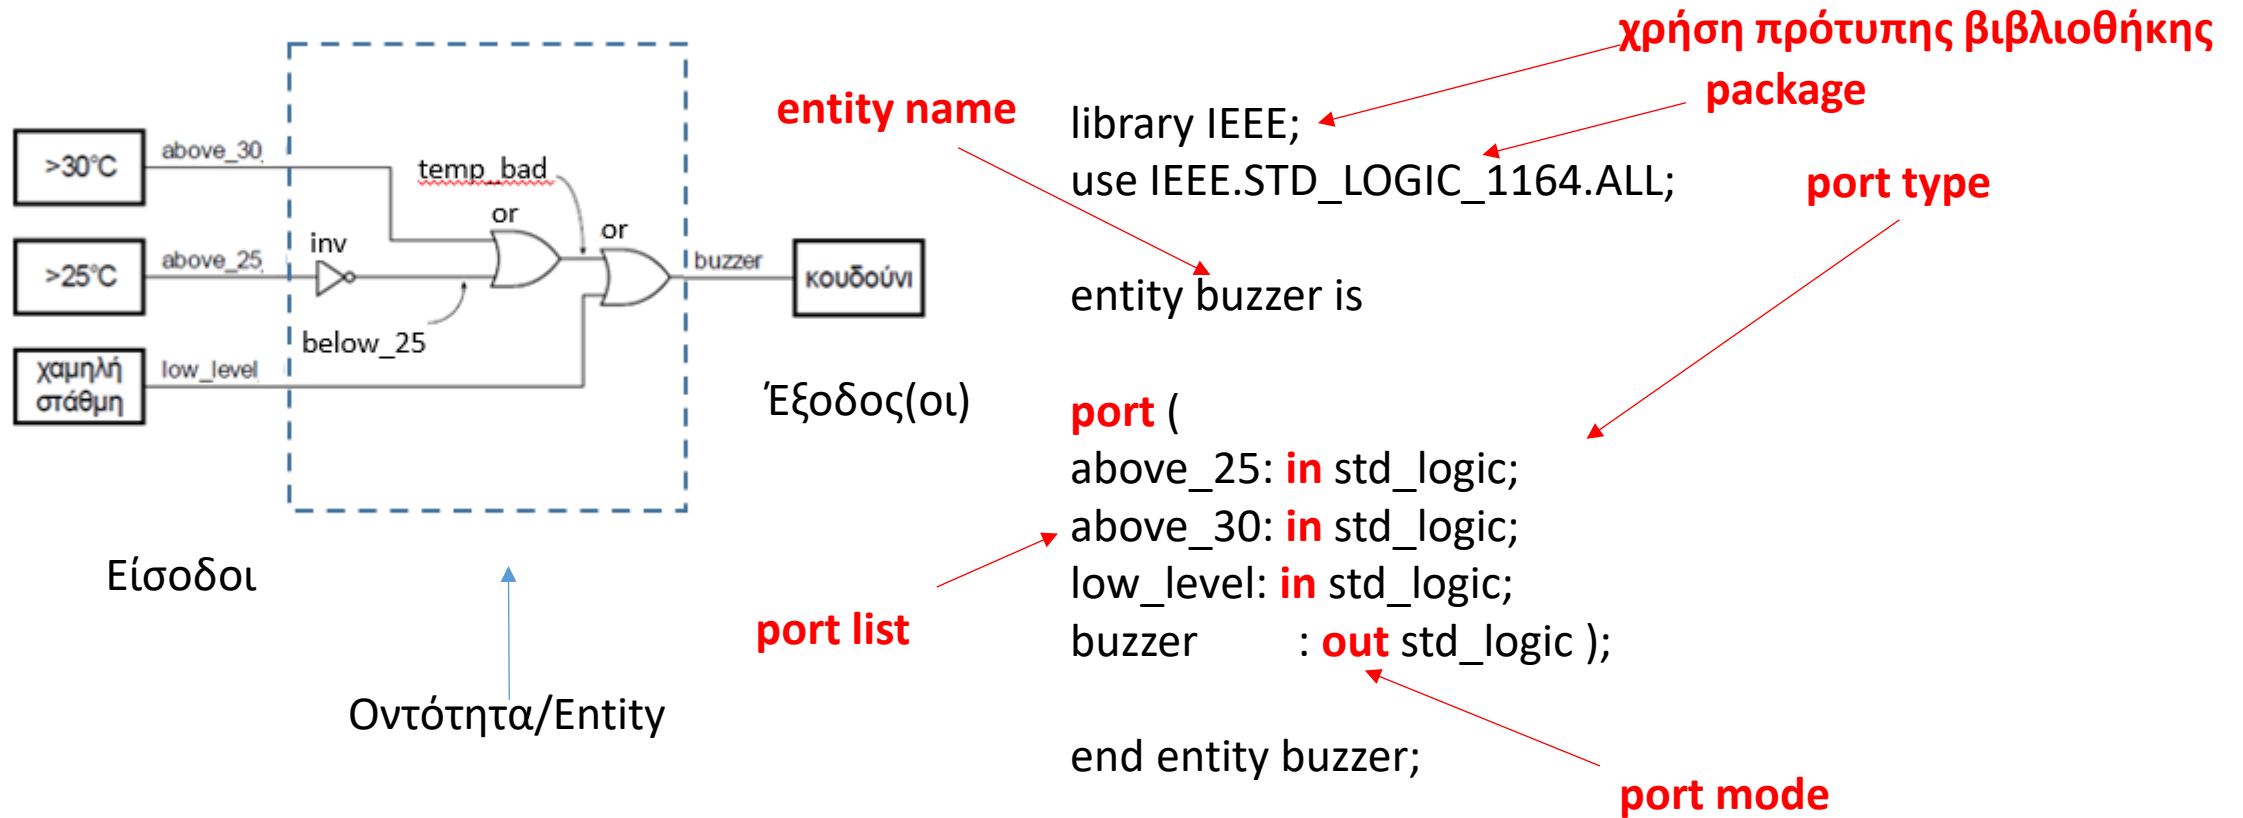 >30°C
above_30
temp_bad
or
or
inv
>25°C
above_25
buzzer
κουδούνι
below_25
χαμηλή
στάθμη
low_level
Έξοδος(οι)
Είσοδοι
Οντότητα/Entity
χρήση πρότυπης βιβλιοθήκης
package
entity name
library IEEE;
use IEEE.STD_LOGIC_1164.ALL;
port type
entity buzzer is
port (
above_25: in std_logic;
above_30: in std_logic;
low_level: in std_logic;
buzzer : out std_logic );
port list
end entity buzzer;
port mode